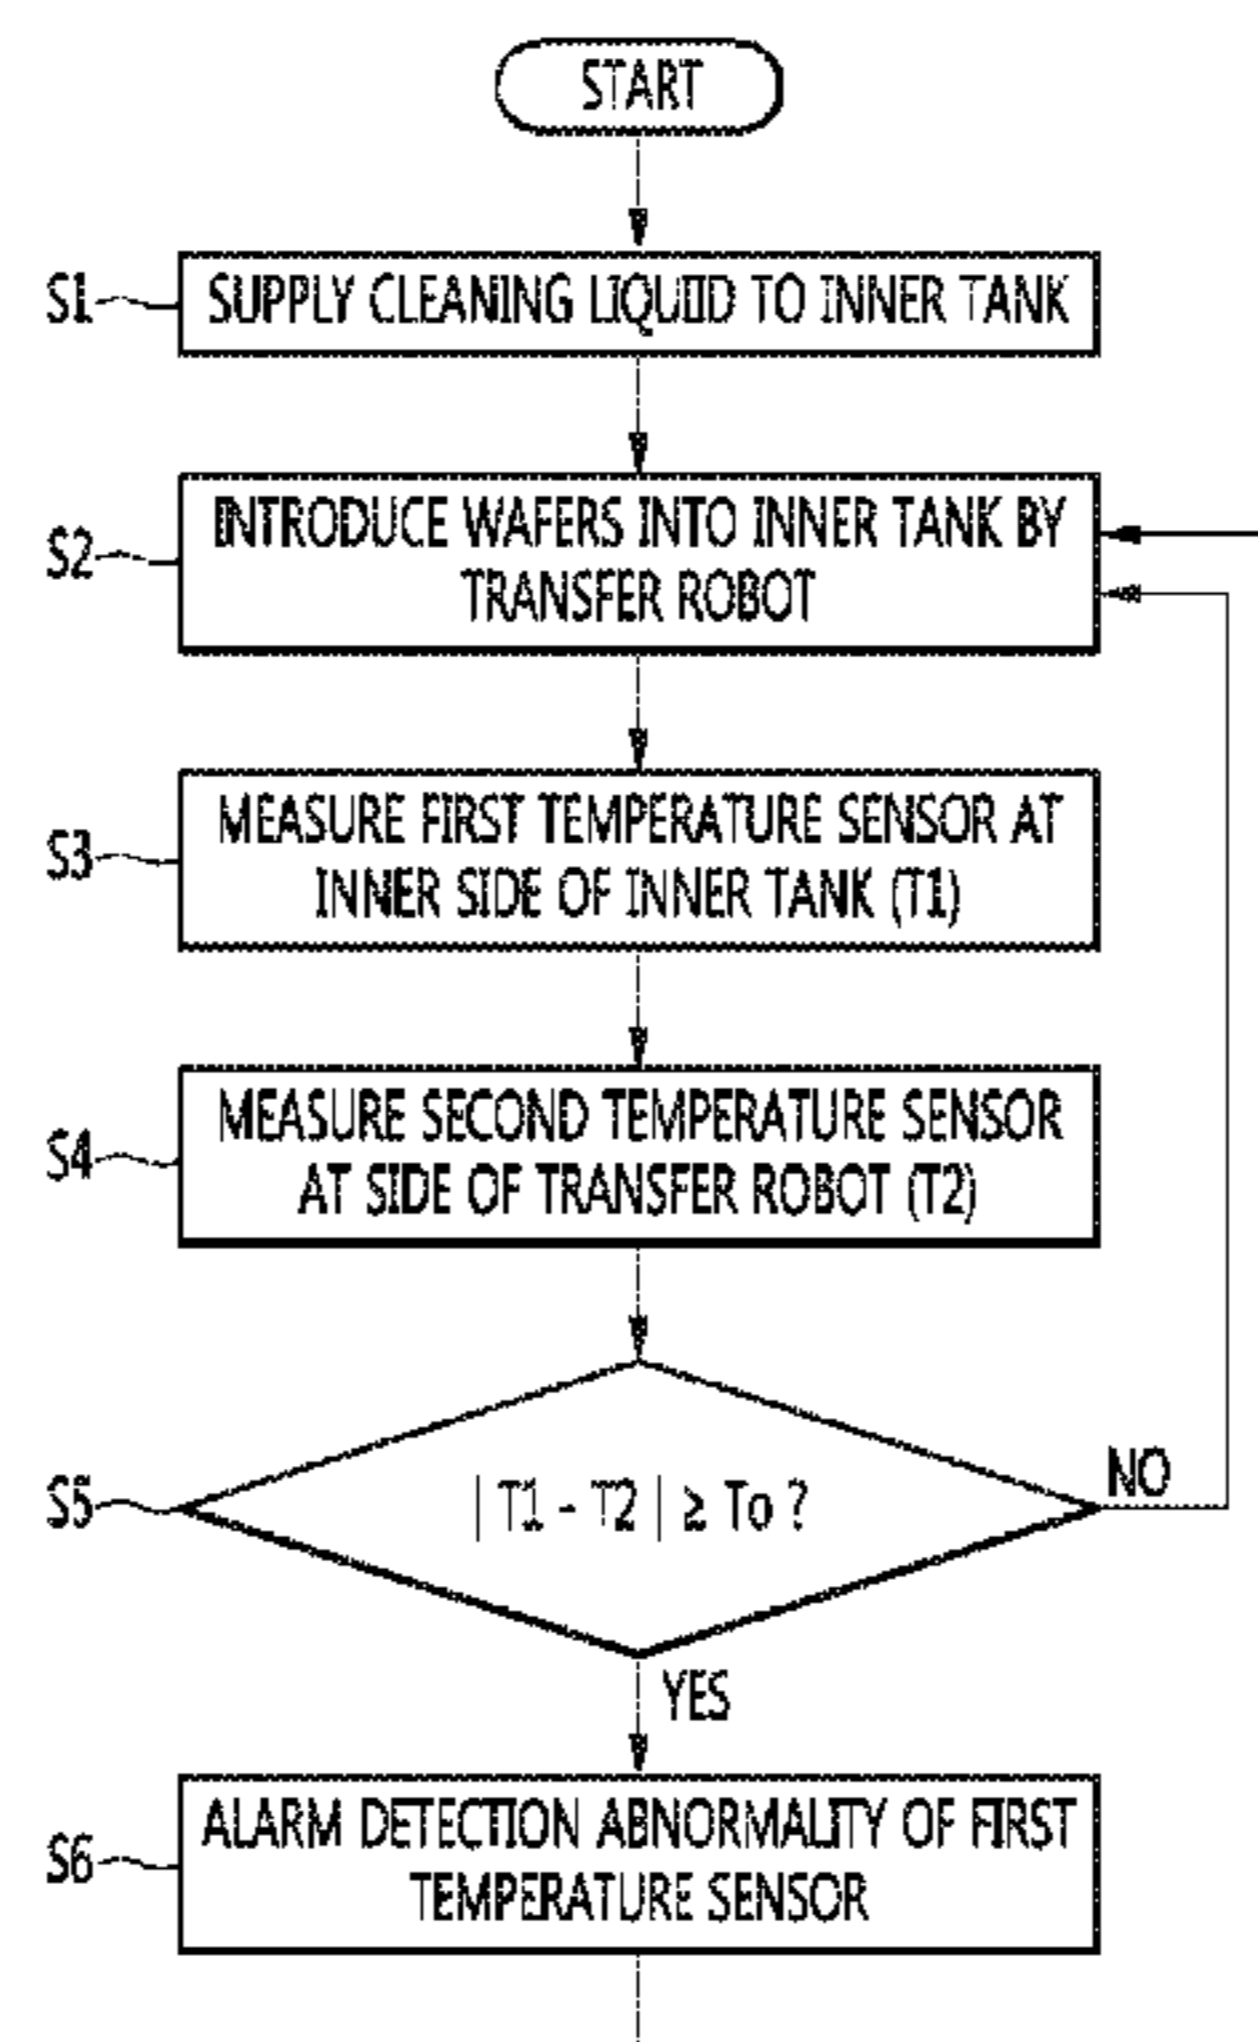 START
S1
SUPPLY CLEANING LIQUID TO INNER TANK
S2
INTRODUCE WAFERS INTO INNER TANK BY
TRANSFER ROBOT
S3
MEASURE FIRST TEMPERATURE SENSOR AT
INNER SIDE OF INNER TANK (T1)
S4
MEASURE SECOND TEMPERATURE SENSOR
AT SIDE OF TRANSFER ROBOT (T2)
S5
| T1 - T2 | ≥ To ?
NO
YES
S6
ALARM DETECTION ABNORMALITY OF FIRST
TEMPERATURE SENSOR